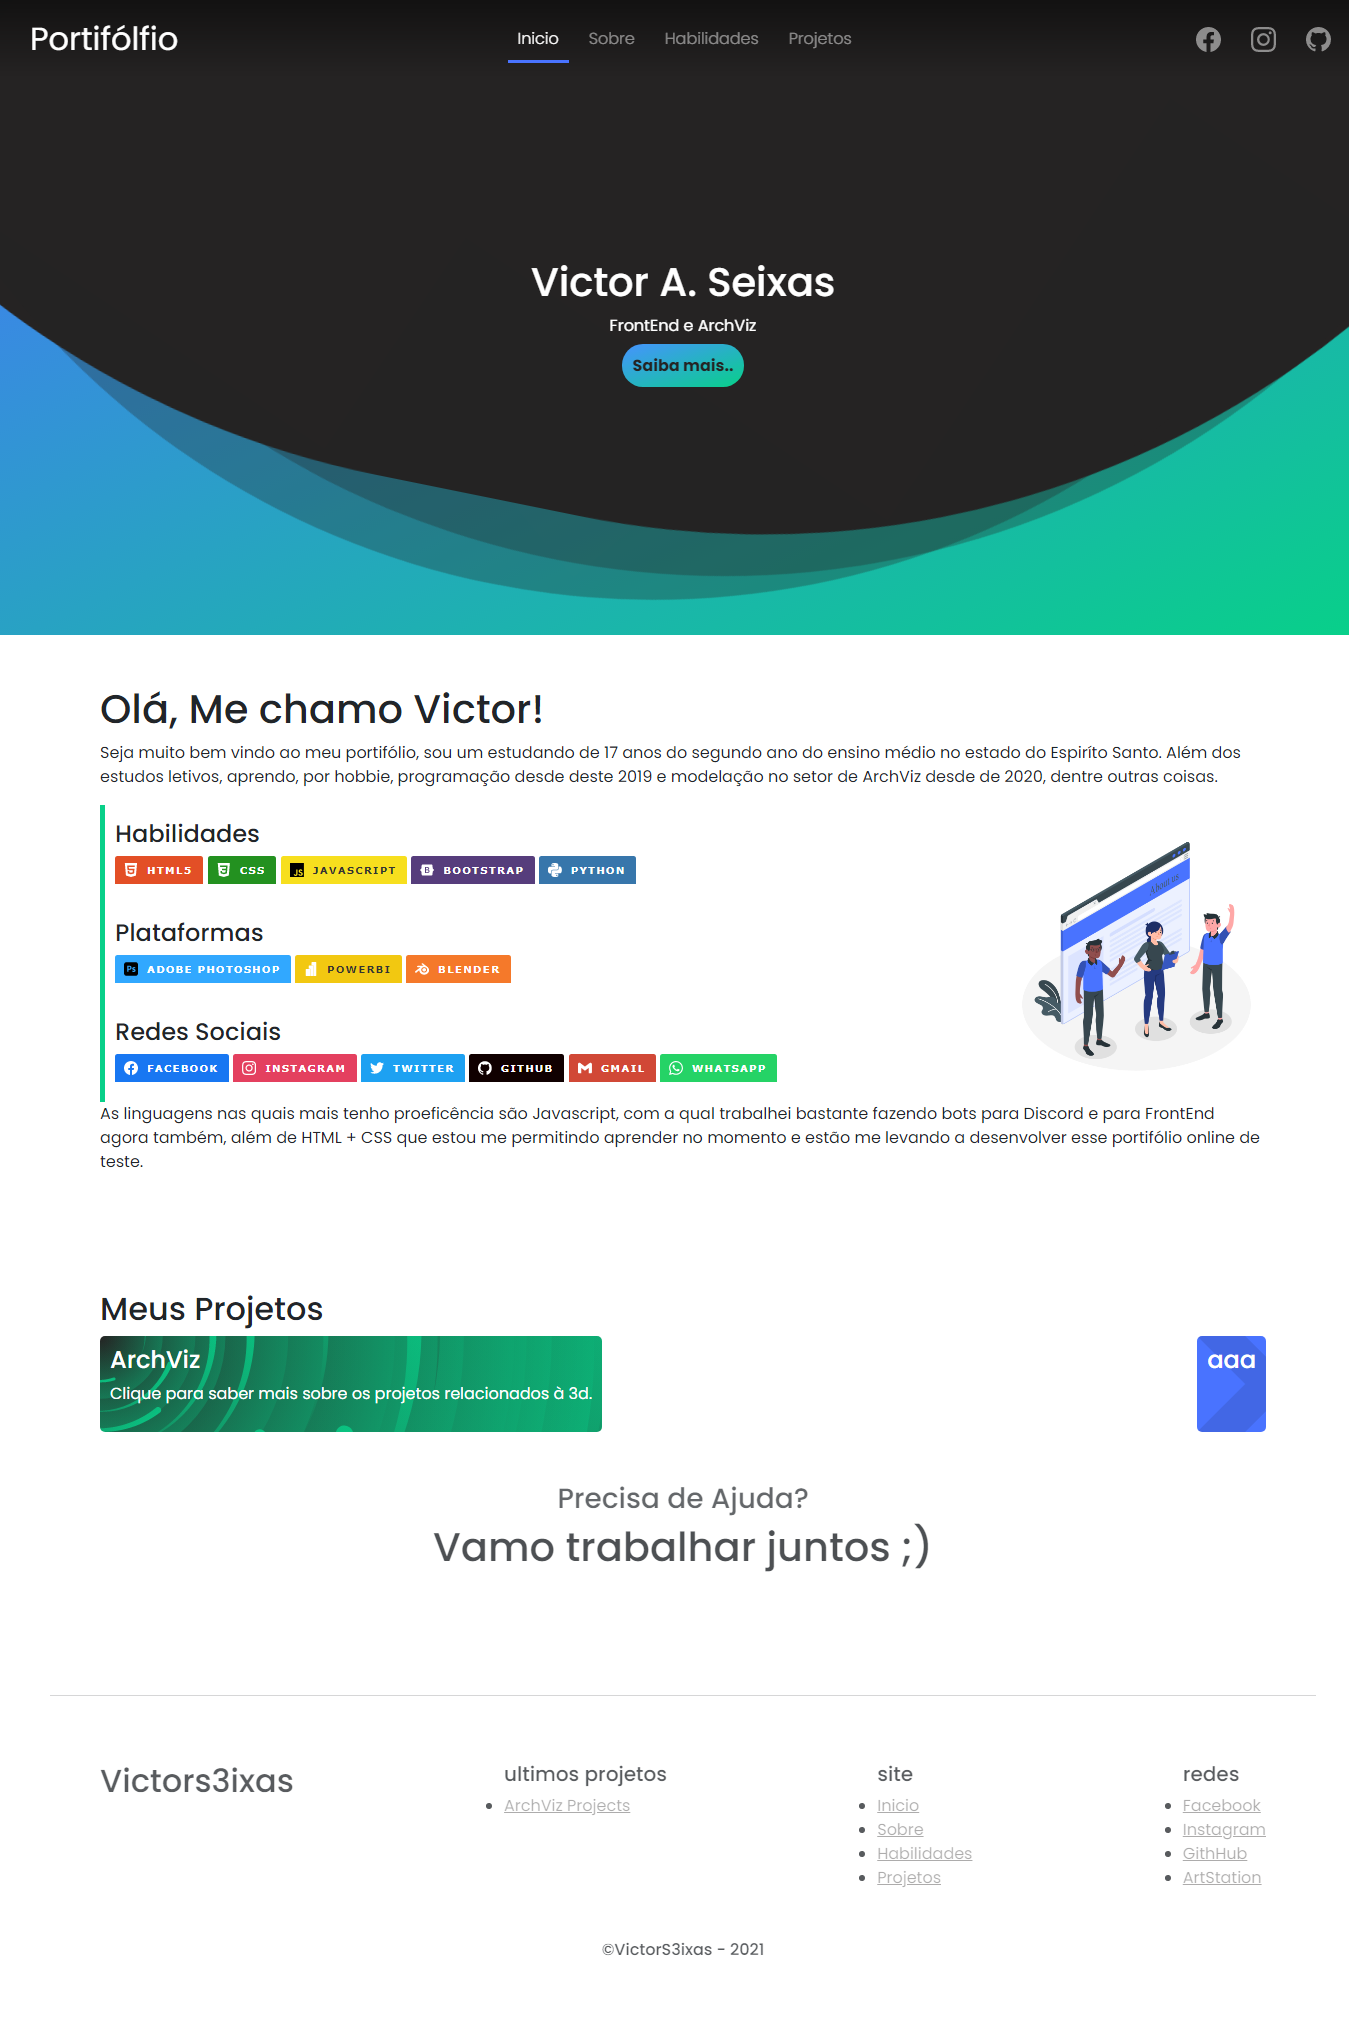 Portifólfio
Inicio Sobre Habilidades Projetos
Victor A. Seixas
FrontEnd e ArchViz
Saiba mais..
Olá, Me chamo Victor!
Seja muito bem vindo ao meu portifólio, sou um estudando de 17 anos do segundo ano do ensino médio no estado do Espiríto Santo. Além dos
estudos letivos, aprendo, por hobbie, programação desde deste 2019 e modelação no setor de ArchViz desde de 2020, dentre outras coisas.
Habilidades
HTML5 CSS JS JAVASCRIPT B BOOTSTRAP PYTHON
About us
Plataformas
Ps ADOBE PHOTOSHOP POWERBI BLENDER
Redes Sociais
FACEBOOK INSTAGRAM TWITTER GITHUB GMAIL WHATSAPP
As linguagens nas quais mais tenho proeficência são Javascript, com a qual trabalhei bastante fazendo bots para Discord e para FrontEnd
agora também, além de HTML + CSS que estou me permitindo aprender no momento e estão me levando a desenvolver esse portifólio online de
teste.
Meus Projetos
ArchViz
Clique para saber mais sobre os projetos relacionados à 3d.
aaa
Precisa de Ajuda?
Vamo trabalhar juntos ;)
Victors3ixas
ultimos projetos
ArchViz Projects
site
Inicio
Sobre
Habilidades
Projetos
redes
Facebook
Instagram
GithHub
ArtStation
©VictorS3ixas - 2021